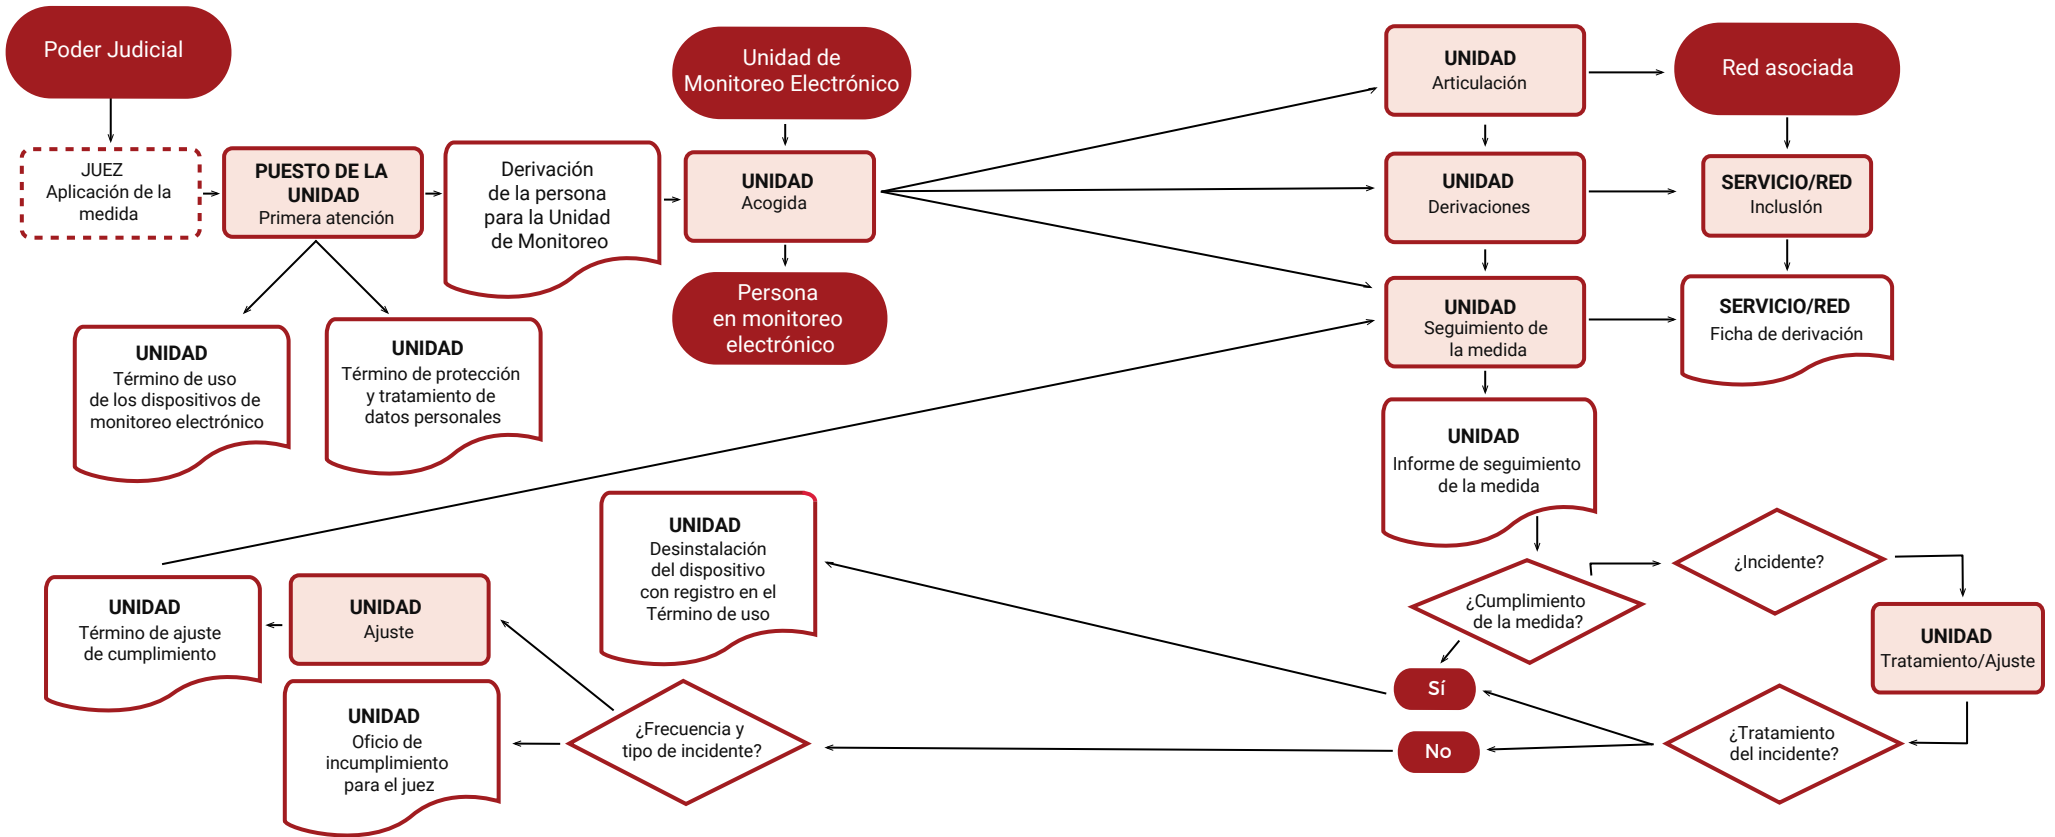 Poder Judicial
JUEZ
Aplicación de la
medida
PUESTO DE LA
UNIDAD
Primera atención
Derivación
de la persona
para la Unidad
de Monitoreo
Unidad de
Monitoreo Electrónico
UNIDAD
Acogida
Persona
en monitoreo
electrónico
UNIDAD
Articulación
Red asociada
UNIDAD
Derivaciones
SERVICIO/RED
InclusIón
UNIDAD
Seguimiento de
la medida
SERVICIO/RED
Ficha de derivación
UNIDAD
Término de uso
de los dispositivos de
monitoreo electrónico
UNIDAD
Término de protección
y tratamiento de
datos personales
UNIDAD
Informe de seguimiento
de la medida
¿Cumplimiento
de la medida?
¿Incidente?
UNIDAD
Tratamiento/Ajuste
¿Tratamiento
del incidente?
Sí
No
UNIDAD
Desinstalación
del dispositivo
con registro en el
Término de uso
¿Frecuencia y
tipo de incidente?
UNIDAD
Ajuste
UNIDAD
Término de ajuste
de cumplimiento
UNIDAD
Oficio de
incumplimiento
para el juez